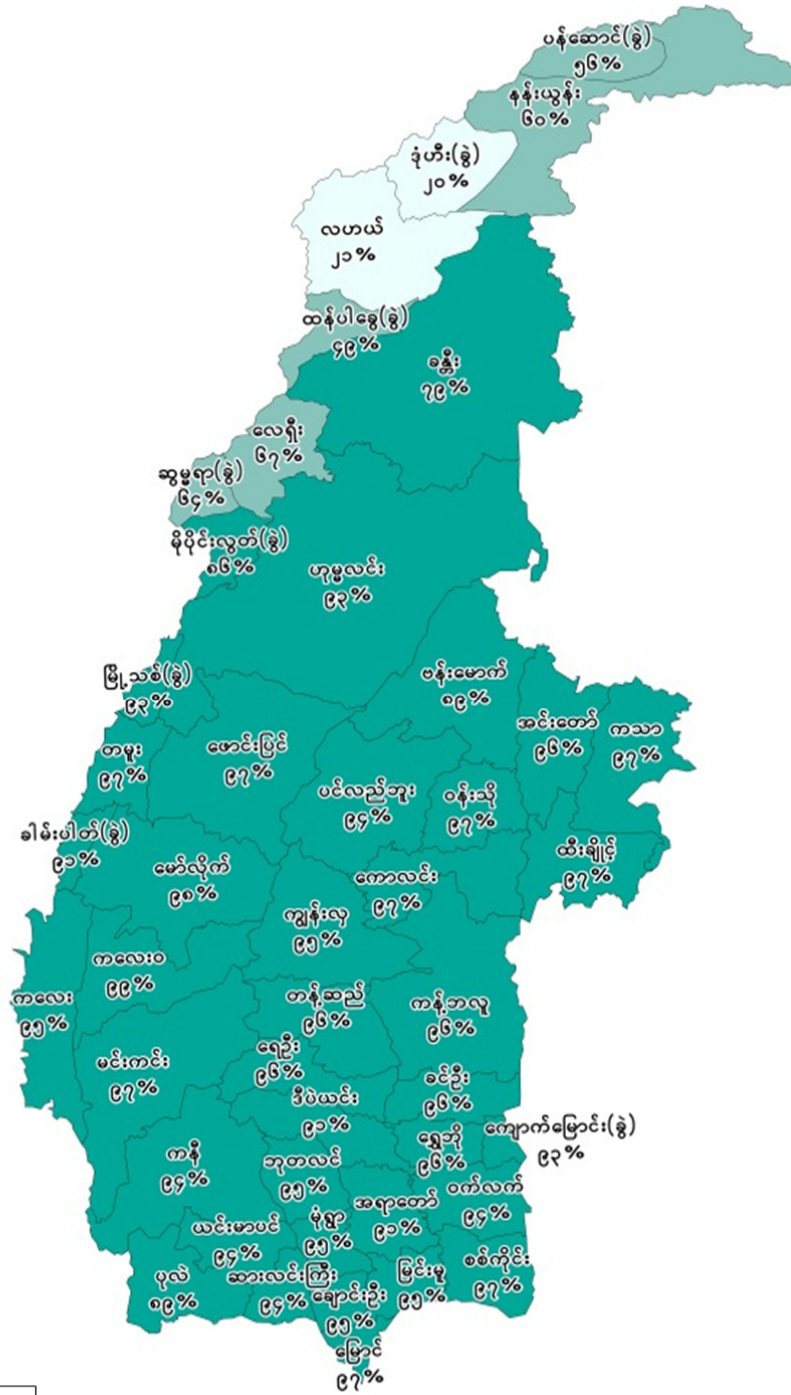 ပန်ဆောင်(ခွဲ)
၅၆%
နန်းယွန်း
၆၀%
ဒုံဟီး(ခွဲ)
၂၀%
လဟယ်
၂၁%
ထန်ပါခွေ(ခွဲ)
၄၉%
ခန္တီး
၇၉%
လေရှီး
၆၇%
ဆွမ္မရာ(ခွဲ)
၆၄%
မိုပိုင်းလွတ်(ခွဲ)
၈၆%
ဟုမ္မလင်း
၉၃%
မြို့သစ်(ခွဲ)
၉၃%
ဗန်းမောက်
၈၉%
အင်းတော်
၉၆%
ကသာ
၉၇%
တမူး
၉၇%
ဖောင်းပြင်
၉၇%
ပင်လည်ဘူး
၉၄%
ဝန်းသို
၉၇%
ခါမ်းပါတ်(ခွဲ)
၉၁%
မော်လိုက်
၉၈%
ကောလင်း
၉၇%
ထီးချိုင့်
၉၇%
ကျွန်းလှ
၉၅%
ကလေးဝ
၉၉%
ကလေး
၉၅%
တန့်ဆည်
၉၆%
ကန့်ဘလူ
၉၆%
မင်းကင်း
၉၇%
ရေဦး
၉၆%
ဒီပဲယင်း
၉၁%
ခင်ဦး
၉၆%
ကျောက်မြောင်း(ခွဲ)
၉၃%
ကနီ
၉၄%
ဘုတလင်
၉၅%
ရွှေဘို
၉၆%
ဝက်လက်
၉၄%
အရာတော်
၉၁%
ယင်းမာပင်
၉၄%
မုံရွာ
၉၅%
ပုလဲ
၈၉%
ဆားလင်းကြီး
၉၄%
ချောင်းဦး
၉၅%
မြင်းမူ
၉၅%
စစ်ကိုင်း
၉၇%
မြောင်
၉၇%